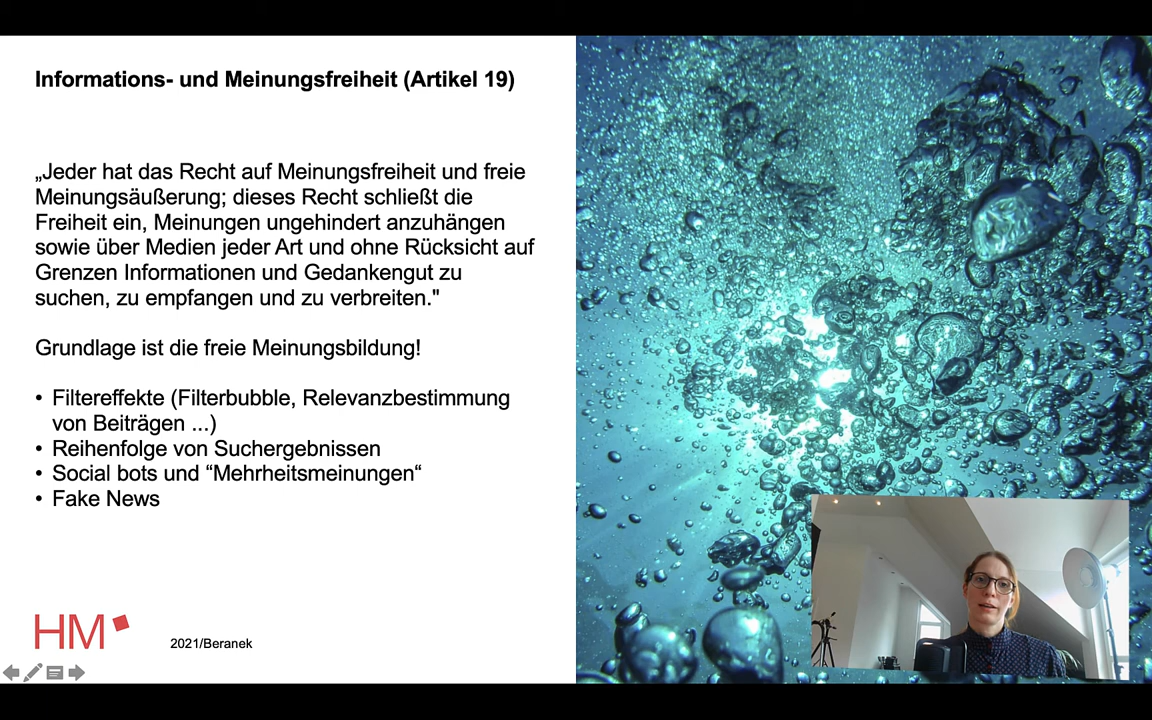 Informations- und Meinungsfreiheit (Artikel 19)
„Jeder hat das Recht auf Meinungsfreiheit und freie
Meinungsäußerung; dieses Recht schließt die
Freiheit ein, Meinungen ungehindert anzuhängen
sowie über Medien jeder Art und ohne Rücksicht auf
Grenzen Informationen und Gedankengut zu
suchen, zu empfangen und zu verbreiten."
Grundlage ist die freie Meinungsbildung!
• Filtereffekte (Filterbubble, Relevanzbestimmung
von Beiträgen ...)
• Reihenfolge von Suchergebnissen
• Social bots und “Mehrheitsmeinungen“
• Fake News
HM
2021/Beranek